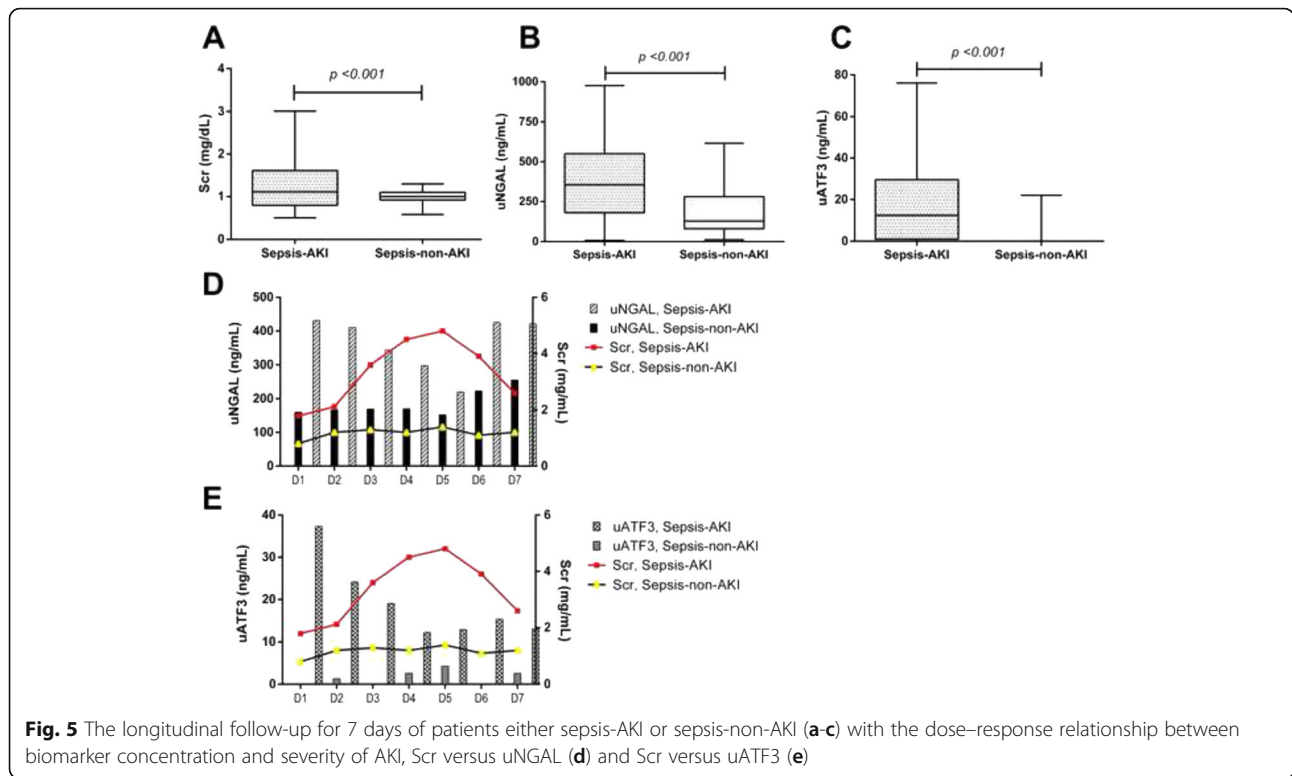 A
B
C
p <0.001
p <0.001
p <0.001
Scr (mg/dL)
4
3
2
1
0
Sepsis-AKI
Sepsis-non-AKI
uNGAL (ng/mL)
1000
750
500
250
0
Sepsis-AKI
Sepsis-non-AKI
uATF3 (ng/mL)
80
60
40
20
0
Sepsis-AKI
Sepsis-non-AKI
D
uNGAL (ng/mL)
500
400
300
200
100
0
D1 D2 D3 D4 D5 D6 D7
6
4
2
0
Scr (mg/mL)
uNGAL, Sepsis-AKI
uNGAL, Sepsis-non-AKI
Scr, Sepsis-AKI
Scr, Sepsis-non-AKI
E
uATF3 (ng/mL)
40
30
20
10
0
D1 D2 D3 D4 D5 D6 D7
6
4
2
0
Scr (mg/mL)
uATF3, Sepsis-AKI
uATF3, Sepsis-non-AKI
Scr, Sepsis-AKI
Scr, Sepsis-non-AKI
Fig. 5 The longitudinal follow-up for 7 days of patients either sepsis-AKI or sepsis-non-AKI (a-c) with the dose–response relationship between
biomarker concentration and severity of AKI, Scr versus uNGAL (d) and Scr versus uATF3 (e)